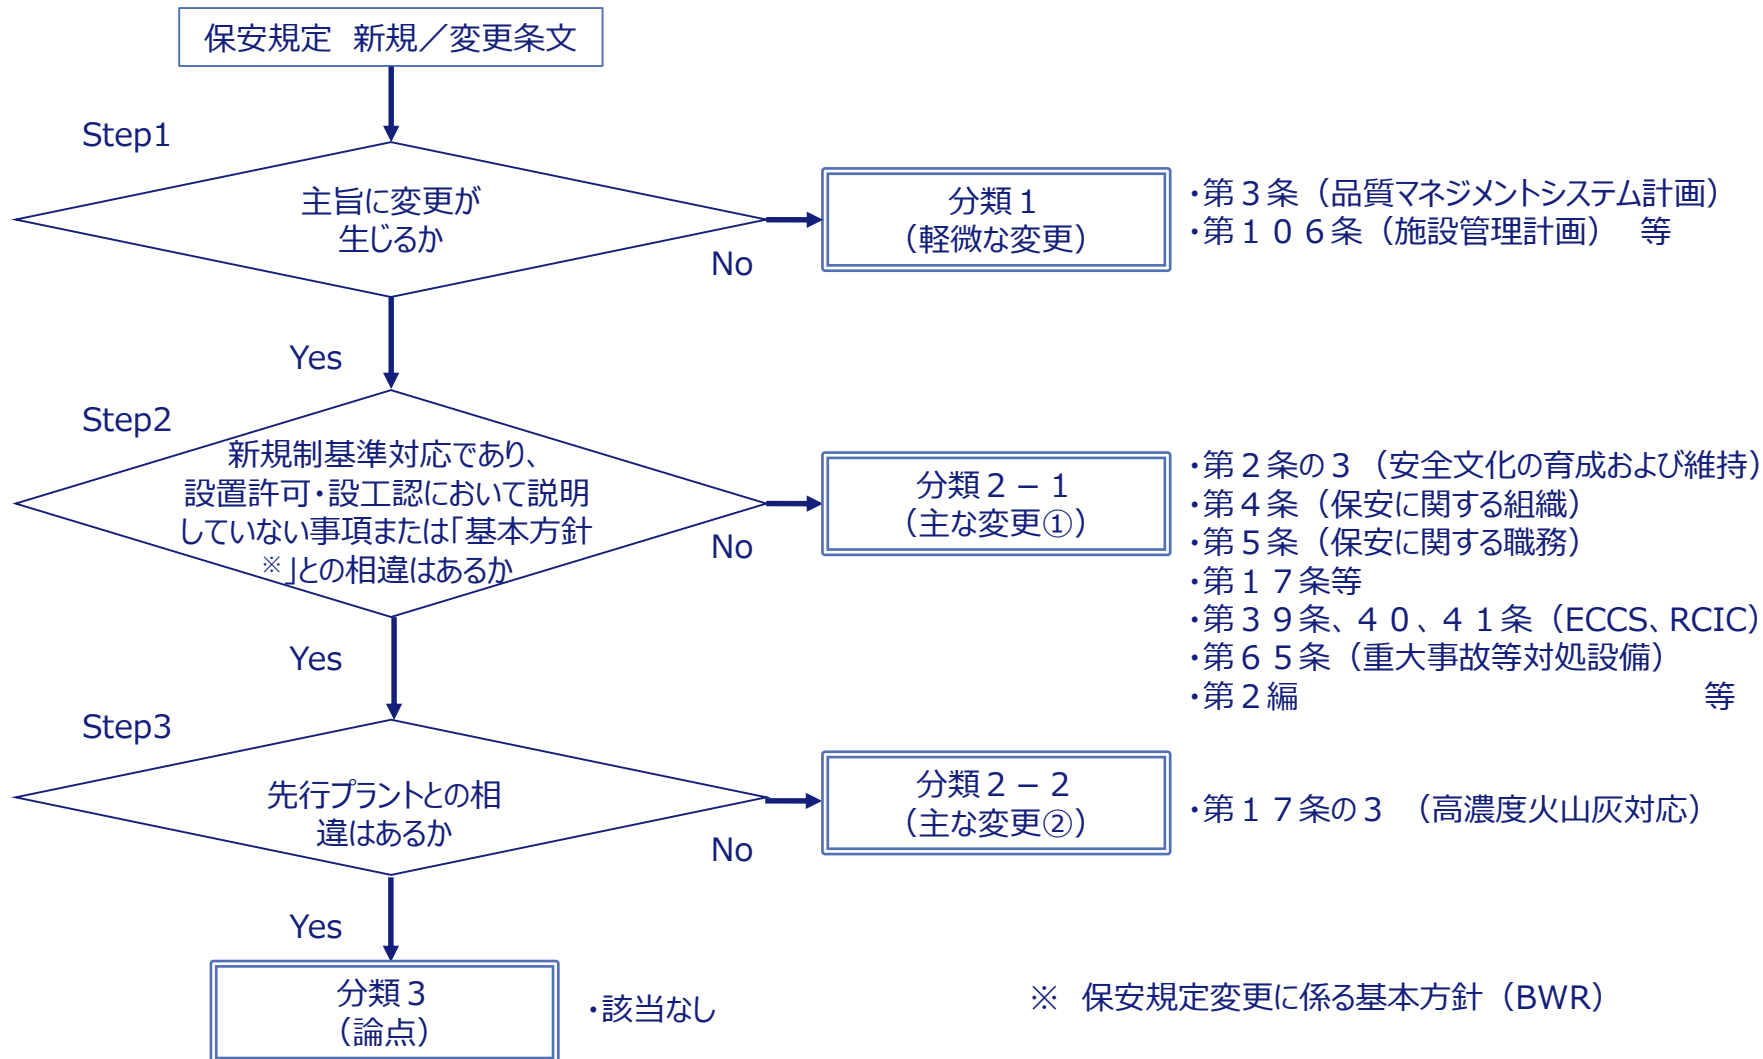 保安規定　新規／変更条文
Step1
主旨に変更が
生じるか
No
分類１
（軽微な変更）
・第３条（品質マネジメントシステム計画）
・第１０６条（施設管理計画）　等
Yes
Step2
新規制基準対応であり、
設置許可・設工認において説明
していない事項または「基本方針
※」との相違はあるか
No
分類２－１
（主な変更①）
・第２条の３（安全文化の育成および維持）
・第４条（保安に関する組織）
・第５条（保安に関する職務）
・第１７条等
・第３９条、４０、４１条（ECCS、RCIC）
・第６５条（重大事故等対処設備）
・第２編　等
Yes
Step3
先行プラントとの相
違はあるか
No
分類２－２
（主な変更②）
・第１７条の３　（高濃度火山灰対応）
Yes
分類３
（論点）
・該当なし
※　保安規定変更に係る基本方針（BWR）